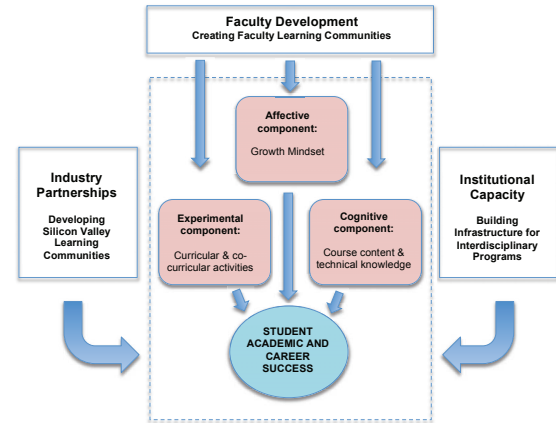 Faculty Development
Creating Faculty Learning Communities
Affective
component:
Growth Mindset
Industry
Partnerships
Developing
Silicon Valley
Learning
Communities
Experimental
component:
Curricular & co-
curricular activities
Cognitive
component:
Course content &
technical knowledge
Institutional
Capacity
Building
Infrastructure for
Interdisciplinary
Programs
STUDENT
ACADEMIC AND
CAREER
SUCCESS